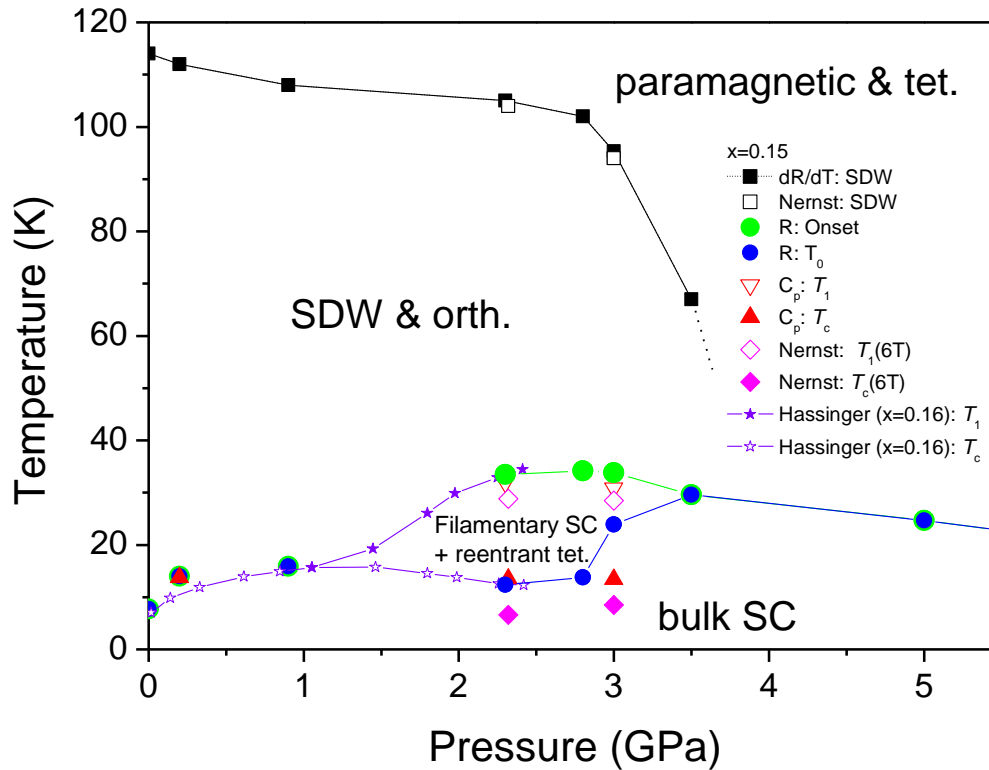 120
100
80
60
40
20
0
Temperature (K)
paramagnetic & tet.
x=0.15
dR/dT: SDW
Nernst: SDW
R: Onset
R: T0
Cp: T1
Cp: Tc
Nernst: T1(6T)
Nernst: Tc(6T)
Hassinger (x=0.16): T1
Hassinger (x=0.16): Tc
SDW & orth.
Filamentary SC
+ reentrant tet.
bulk SC
0 1 2 3 4 5
Pressure (GPa)